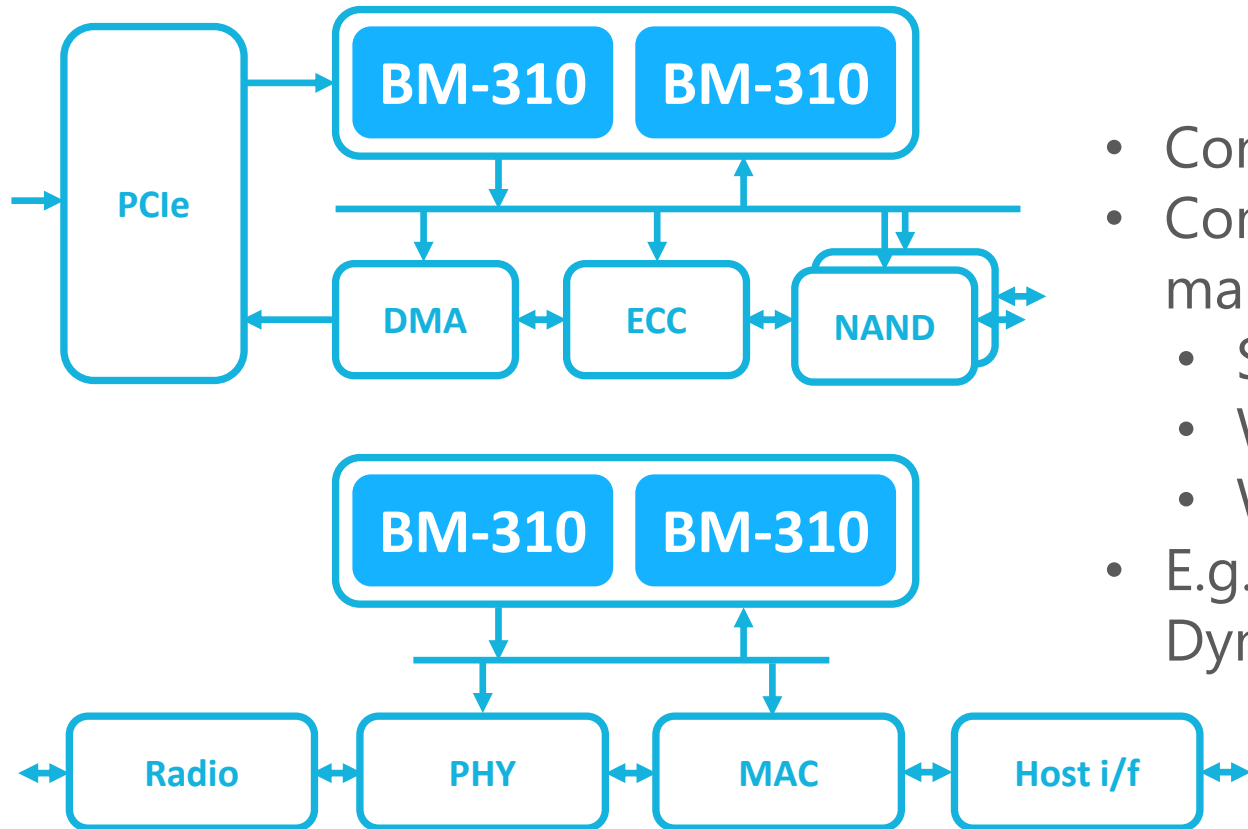 BM-310 BM-310
PCIe
DMA ECC NAND
BM-310 BM-310
Radio PHY MAC Host i/f
E.g.